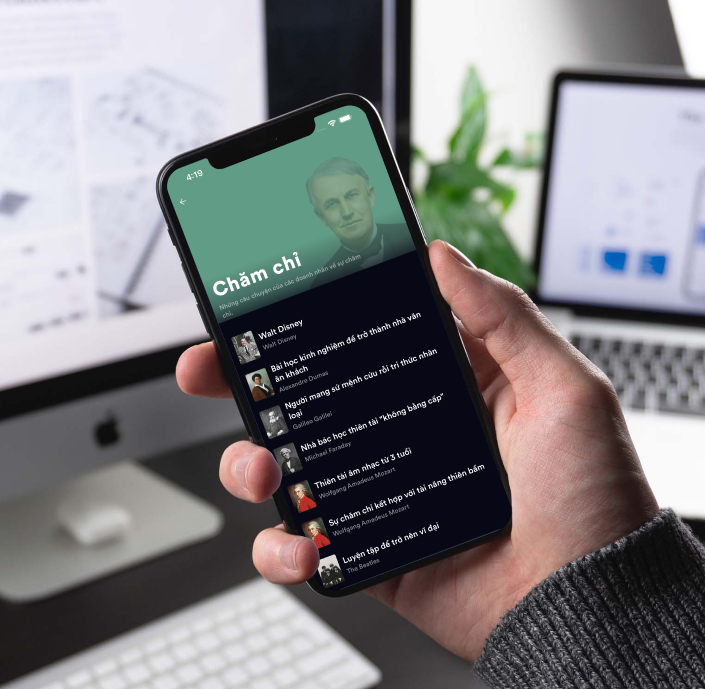 4:19
Chăm chỉ
Những câu chuyện của các doanh nhân về sự chăm
chỉ.
Walt Disney
Walt Disney
Bài học kinh nghiệm để trở thành nhà văn
ăn khách
Alexandre Dumas
Người mang sứ mệnh cứu rỗi tri thức nhân
loại
Galileo Galilei
Nhà bác học thiên tài "không bằng cấp"
Michael Faraday
Thiên tài âm nhạc từ 3 tuổi
Wolfgang Amadeus Mozart
Sự chăm chỉ kết hợp với tài năng thiên bẩm
Wolfgang Amadeus Mozart
Luyện tập để trở nên vĩ đại
The Beatles